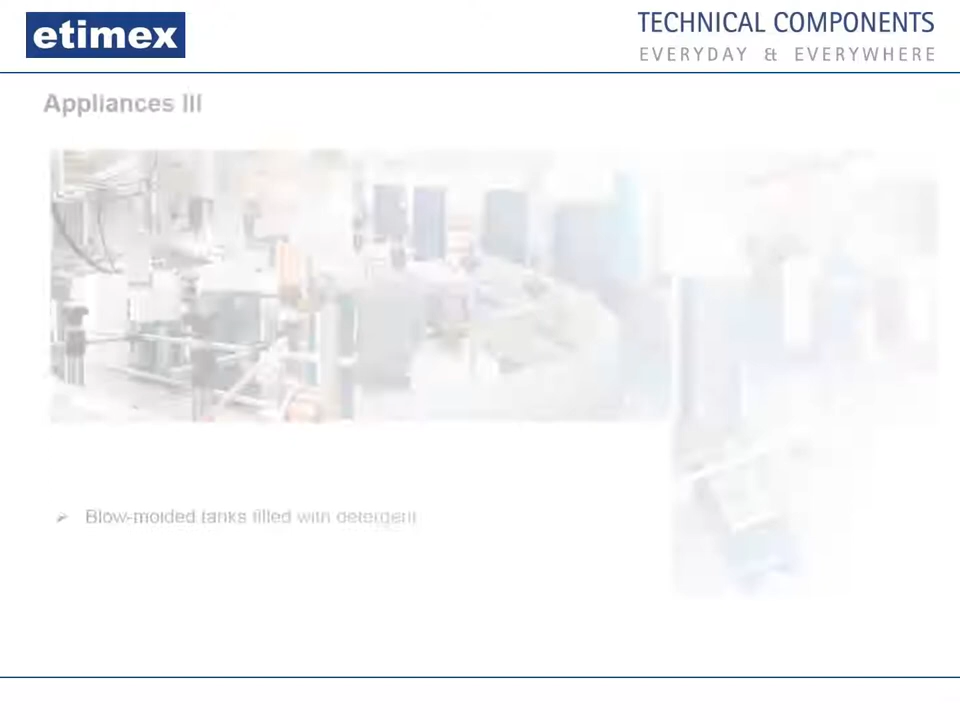 etimex
TECHNICAL COMPONENTS
EVERYDAY & EVERYWHERE
Appliances III
➢ Blow-molded tanks filled with detergent